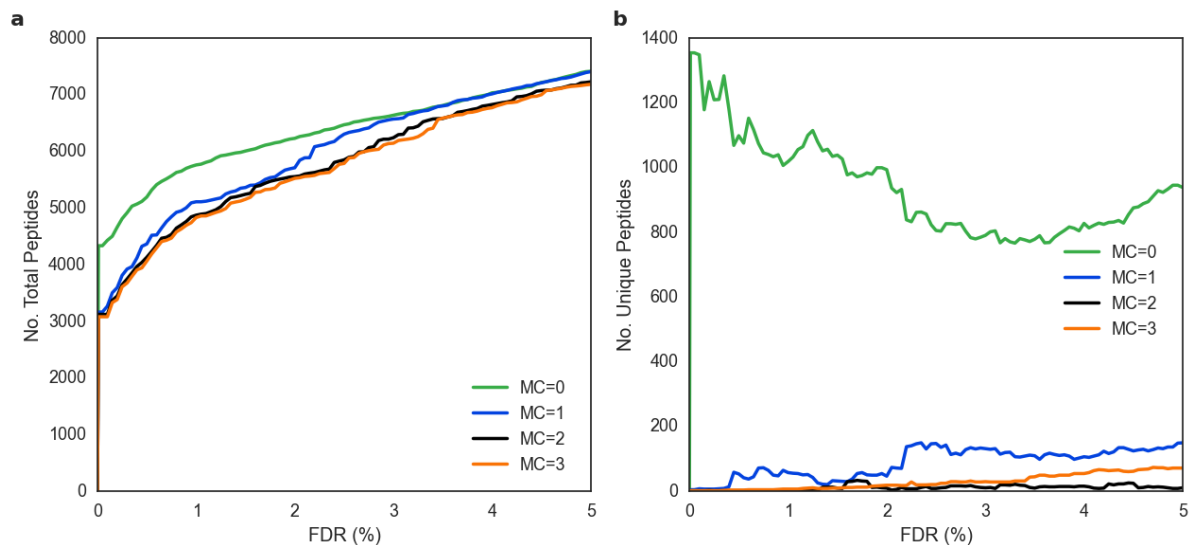 a
No. Total Peptides
8000
7000
6000
5000
4000
3000
2000
1000
0
0 1 2 3 4 5
FDR (%)
MC=0
MC=1
MC=2
MC=3
b
No. Unique Peptides
1400
1200
1000
800
600
400
200
0
0 1 2 3 4 5
FDR (%)
MC=0
MC=1
MC=2
MC=3